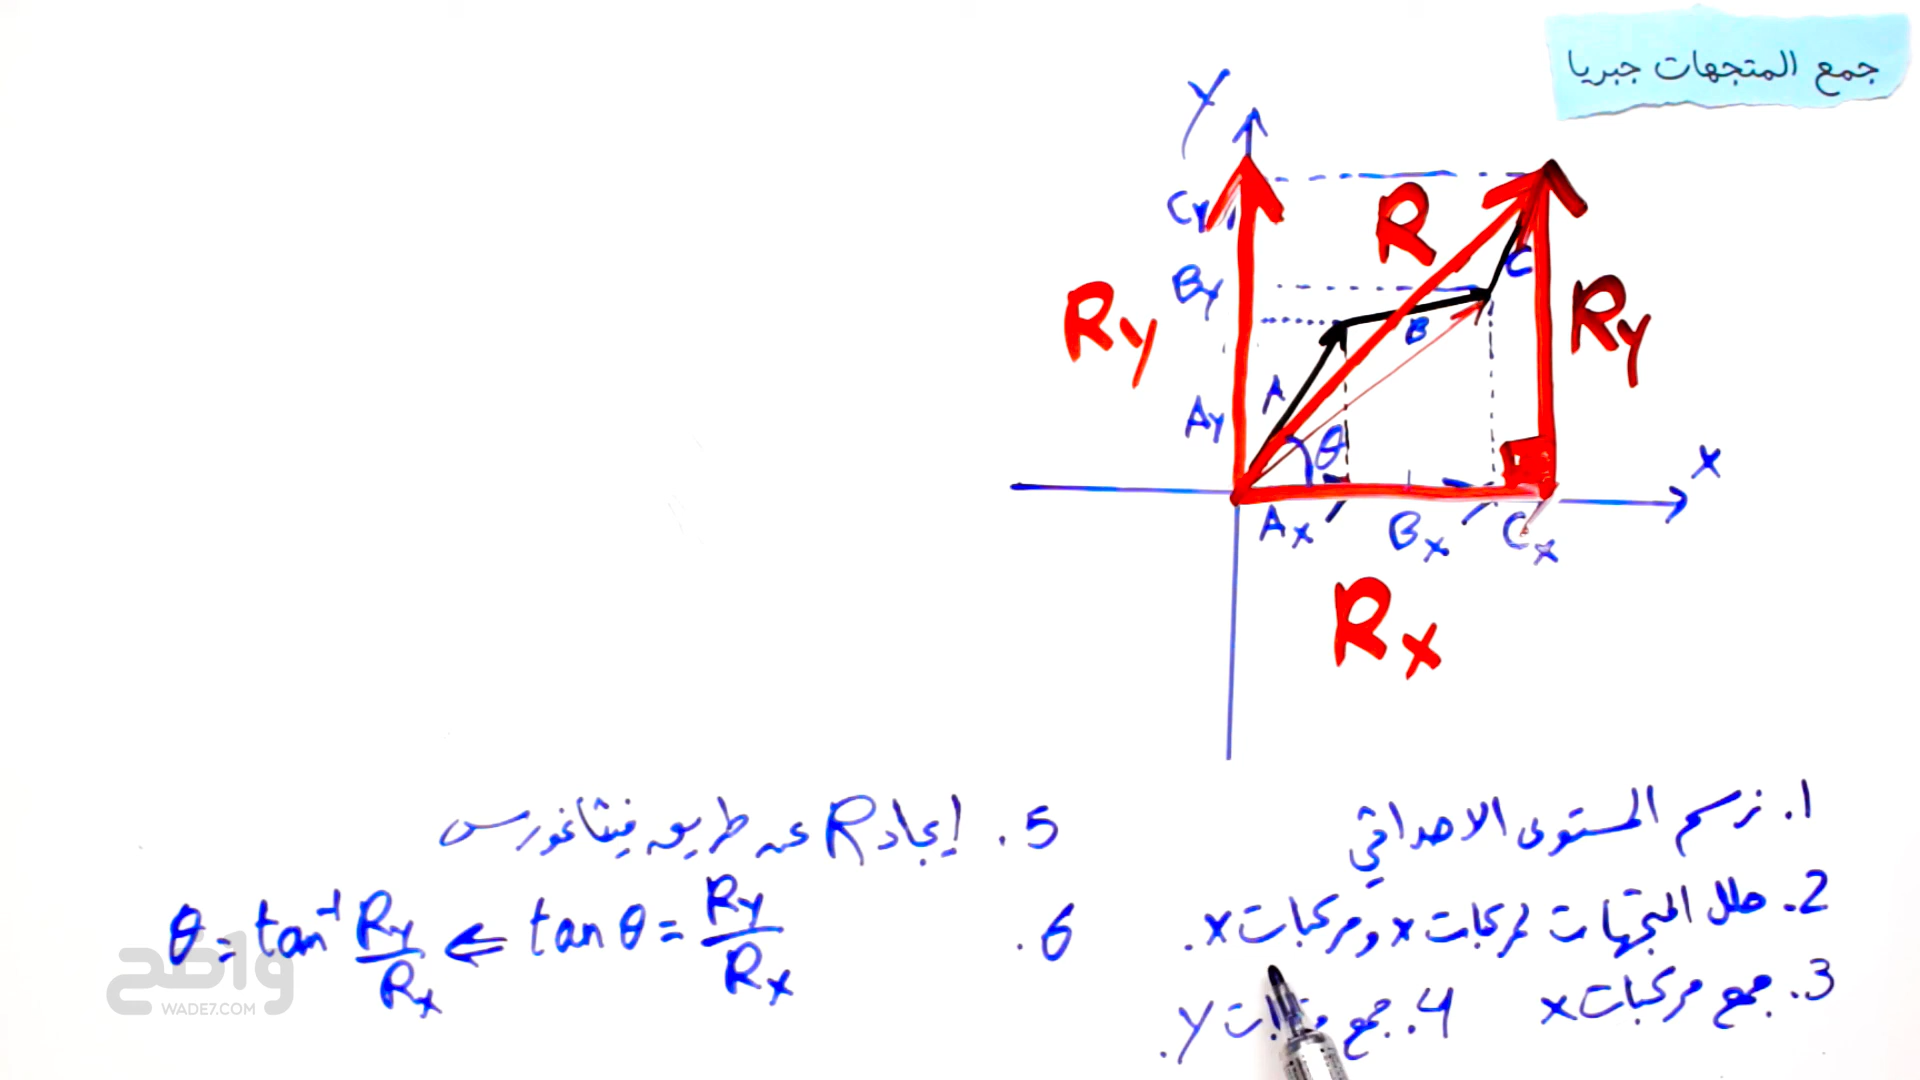 جمع المتجهات جبريا
Y
Cy
R
C
By
Ry
Ry
B
A
Ay
θ
x
Ax
Bx
Cx
Rx
1. نرسم المستوى الاحداثي
2. حلل المتجهات لمركبات x ومركبات x.
3. جمع مركبات x
4. جمع Y.
5. إيجاد R عن طريق فيثاغورس
6. tan θ = Ry/Rx ⇐ θ = tan⁻¹ Ry/Rx
واضح
WADE7.COM